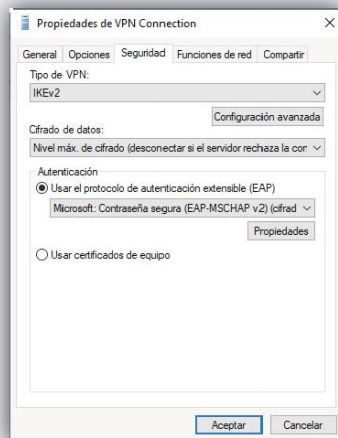 Propiedades de VPN Connection
General Opciones Seguridad Funciones de red Compartir
Tipo de VPN:
IKEv2
Configuración avanzada
Cifrado de datos:
Nivel máx. de cifrado (desconectar si el servidor rechaza la con
Autenticación
Usar el protocolo de autenticación extensible (EAP)
Microsoft: Contraseña segura (EAP-MSCHAP v2) (cifrad
Propiedades
Usar certificados de equipo
Aceptar Cancelar